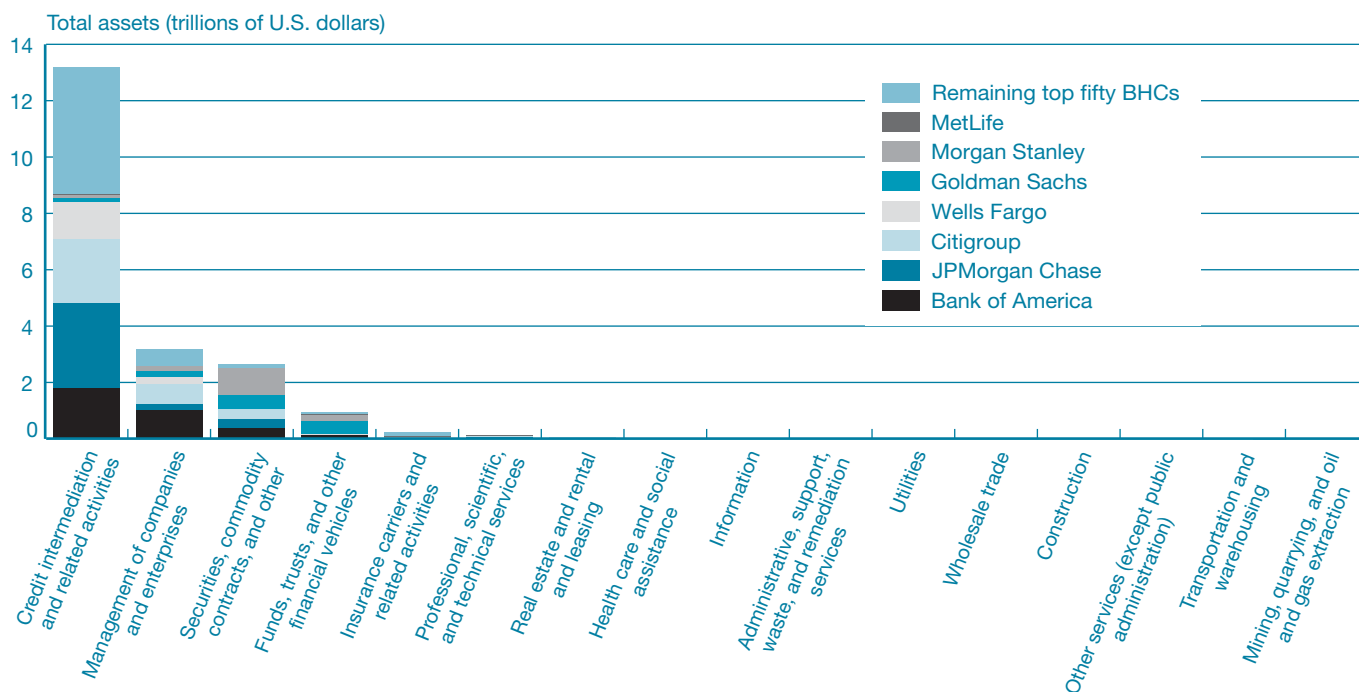 Total assets (trillions of U.S. dollars)
14
12
10
8
6
4
2
0
Remaining top fifty BHCs
MetLife
Morgan Stanley
Goldman Sachs
Wells Fargo
Citigroup
JPMorgan Chase
Bank of America
Credit intermediation
and related activities
Management of companies
and enterprises
Securities, commodity
contracts, and other
Funds, trusts, and other
financial vehicles
Insurance carriers and
related activities
Professional, scientific,
and technical services
Real estate and rental
and leasing
Health care and social
assistance
Information
Administrative, support,
waste, and remediation
services
Utilities
Wholesale trade
Construction
Other services (except public
administration)
Transportation and
warehousing
Mining, quarrying, and oil
and gas extraction